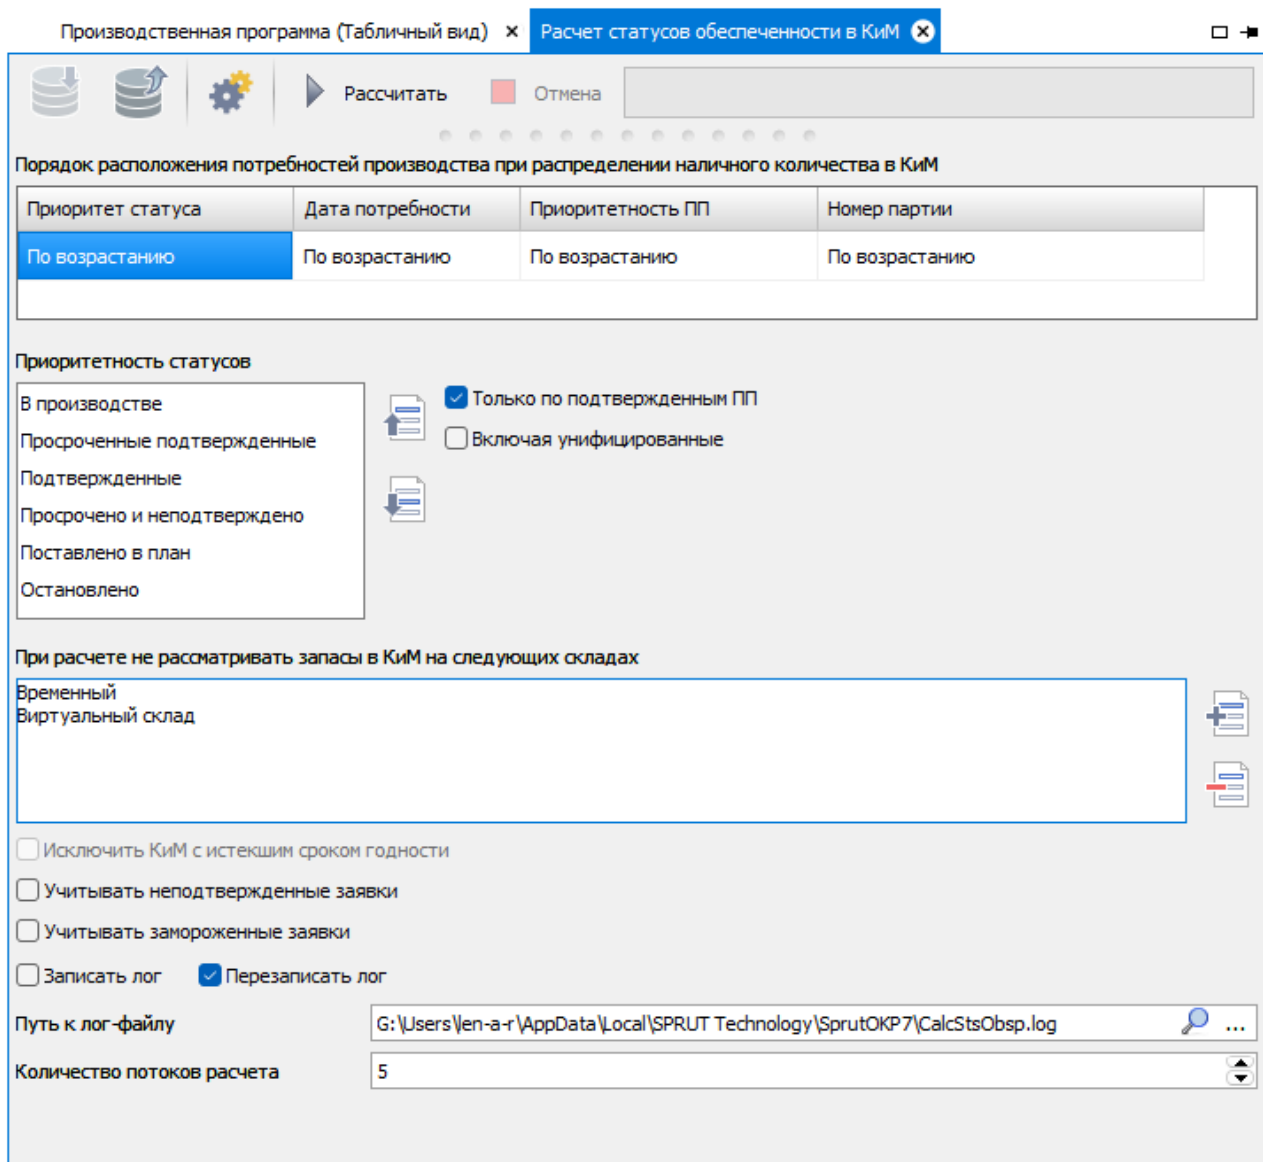 Производственная программа (Табличный вид)
Расчет статусов обеспеченности в КиМ
Рассчитать
Отмена
Порядок расположения потребностей производства при распределении наличного количества в КиМ
Приоритет статуса Дата потребности Приоритетность ПП Номер партии
По возрастанию По возрастанию По возрастанию По возрастанию
Приоритетность статусов
В производстве
Просроченные подтвержденные
Подтвержденные
Просрочено и неподтверждено
Поставлено в план
Остановлено
Только по подтвержденным ПП
Включая унифицированные
При расчете не рассматривать запасы в КиМ на следующих складах
Временный
Виртуальный склад
Исключить КиМ с истекшим сроком годности
Учитывать неподтвержденные заявки
Учитывать замороженные заявки
Записать лог Перезаписать лог
Путь к лог-файлу G:\Users\len-a-r\AppData\Local\SPRUT Technology\SprutOKP7\CalcStsObsp.log ...
Количество потоков расчета 5